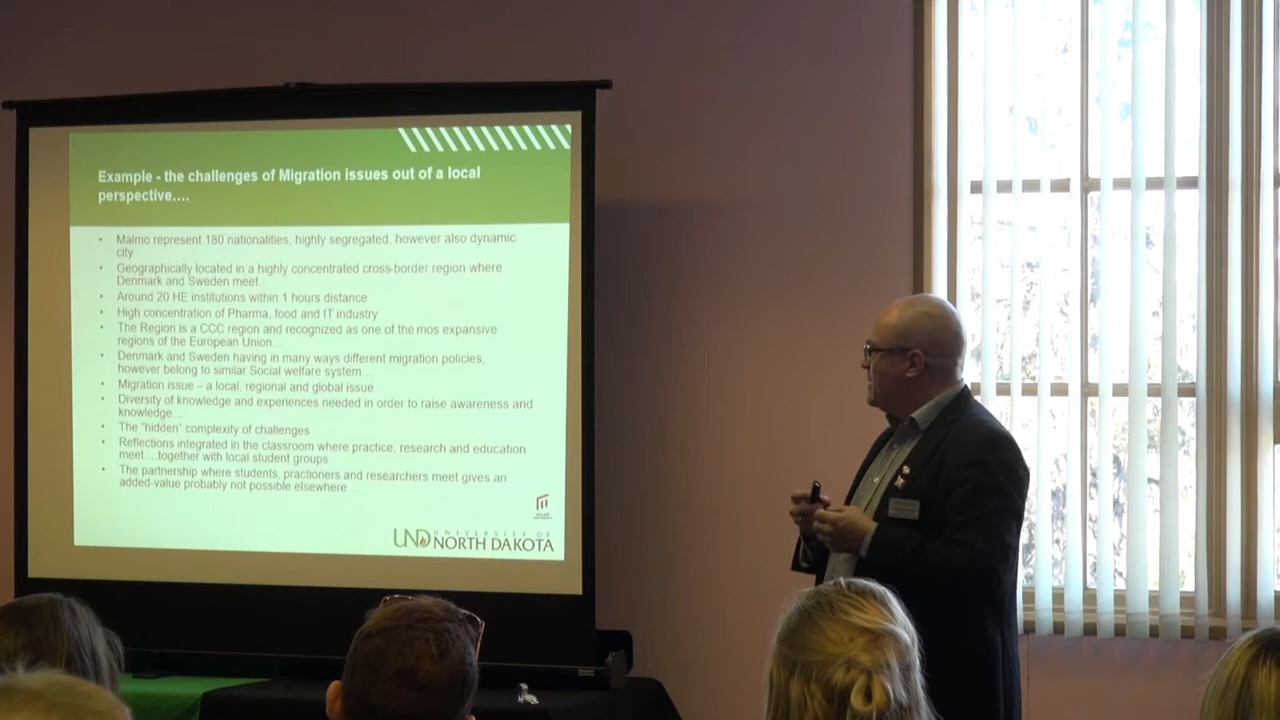 Example - the challenges of Migration issues out of a local
perspective....
• Malmo represent 180 nationalities, highly segregated, however also dynamic
city
• Geographically located in a highly concentrated cross-border region where
Denmark and Sweden meet.
• Around 20 HE institutions within 1 hours distance
• High concentration of Pharma, food and IT industry
• The Region is a CCC region and recognized as one of the mos expansive
regions of the European Union...
• Denmark and Sweden having in many ways different migration policies,
however belong to similar Social welfare system....
• Migration issue – a local, regional and global issue
• Diversity of knowledge and experiences needed in order to raise awareness and
knowledge...
• The "hidden" complexity of challenges
• Reflections integrated in the classroom where practice, research and education
meet....together with local student groups
• The partnership where students, practioners and researchers meet gives an
added-value probably not possible elsewhere...
UND UNIVERSITY OF
NORTH DAKOTA